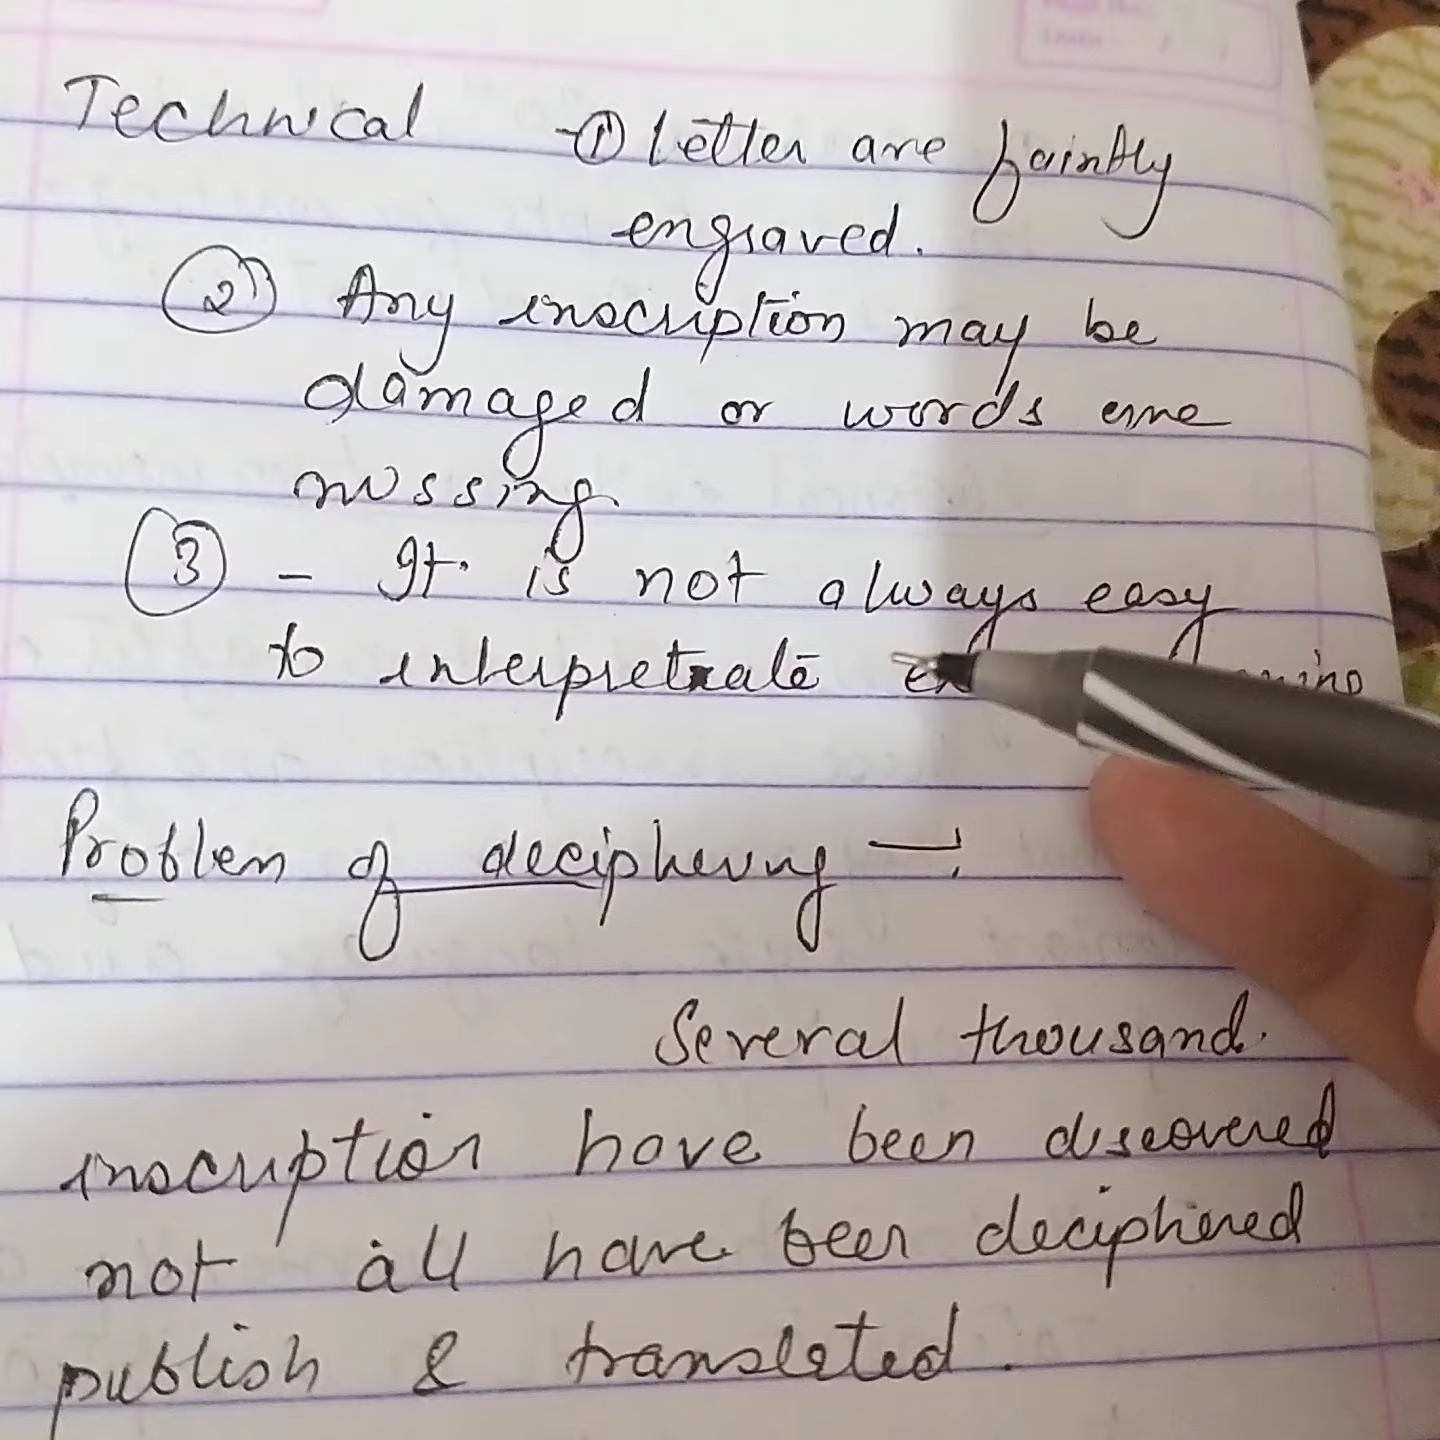 Technical - ① Letter are faintly
engraved.
② Any inscription may be
damaged or words are
missing.
③ - It is not always easy
to interpretrate
Problem of deciphering -:
Several thousand.
inscription have been discovered
not all have been deciphered
publish & translated.